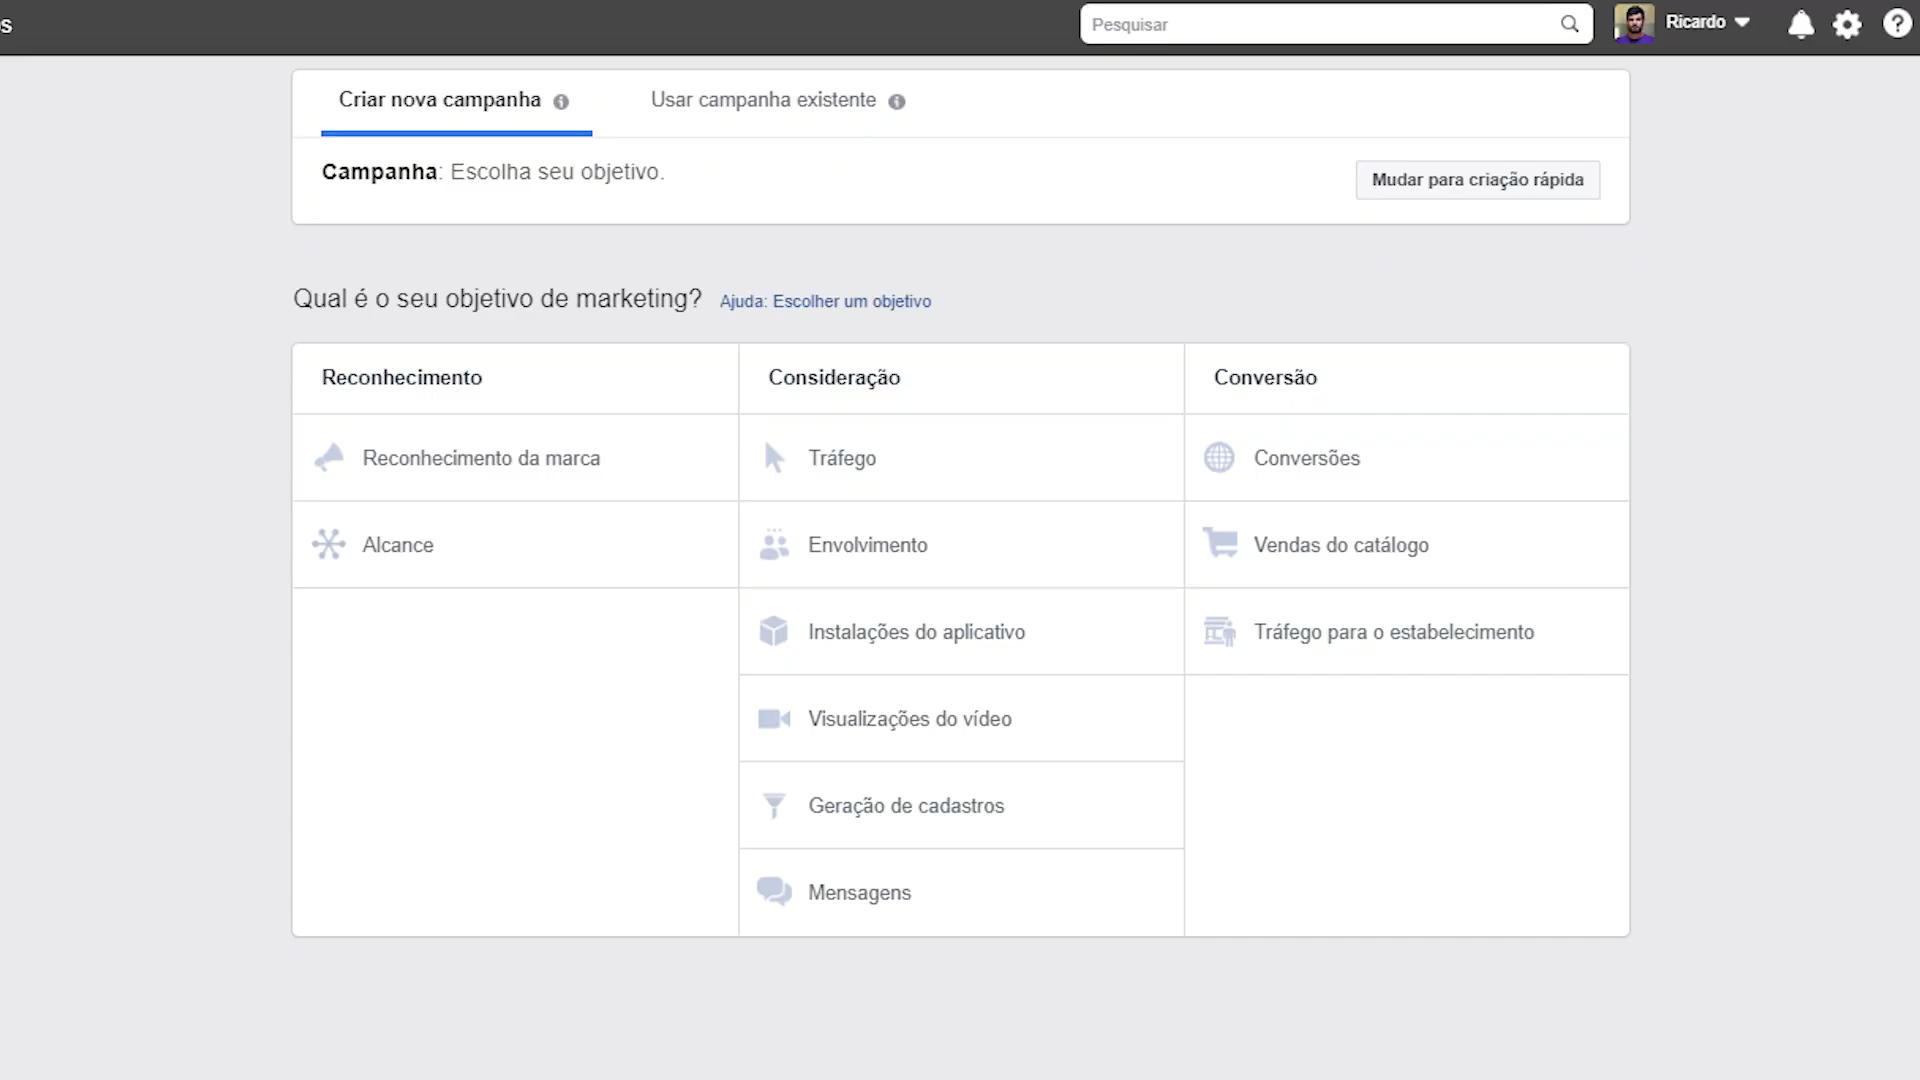 s
Pesquisar
Ricardo
Criar nova campanha
Usar campanha existente
Campanha: Escolha seu objetivo.
Mudar para criação rápida
Qual é o seu objetivo de marketing? Ajuda: Escolher um objetivo
Reconhecimento
Consideração
Conversão
Reconhecimento da marca
Tráfego
Conversões
Alcance
Envolvimento
Vendas do catálogo
Instalações do aplicativo
Tráfego para o estabelecimento
Visualizações do vídeo
Geração de cadastros
Mensagens